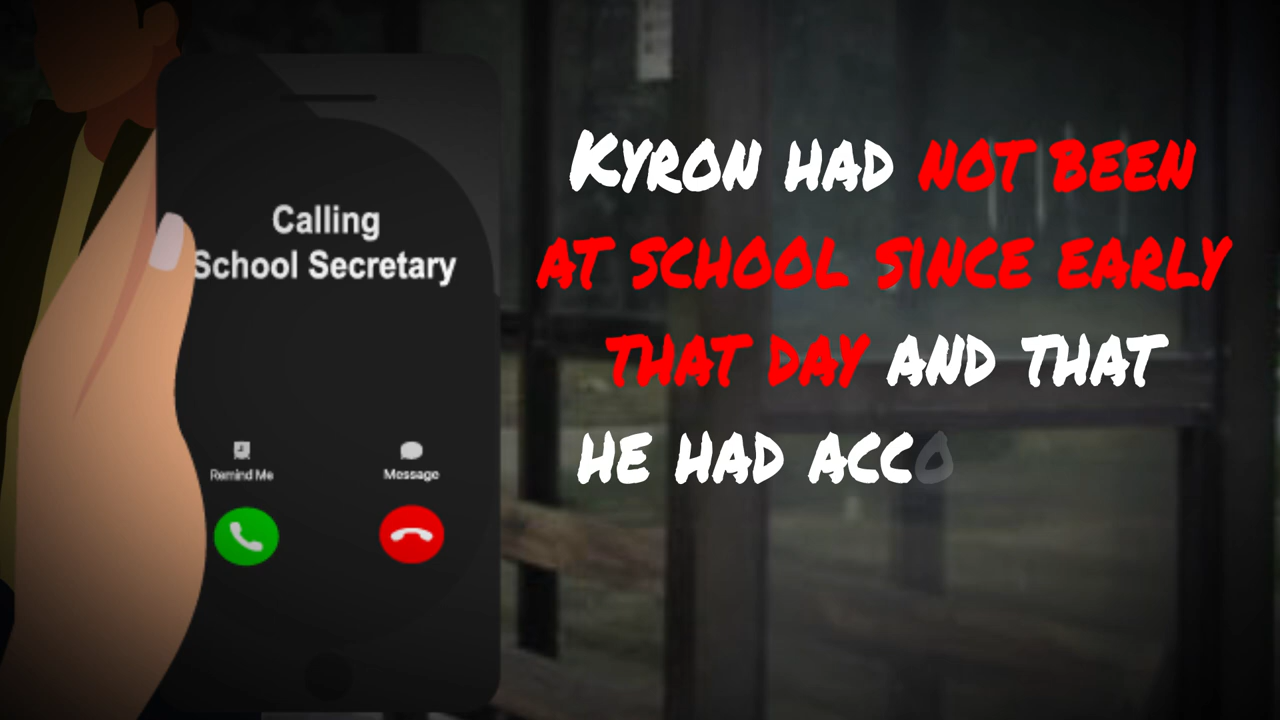 Calling
School Secretary
Remind Me
Message
KYRON HAD NOT BEEN
AT SCHOOL SINCE EARLY
THAT DAY AND THAT
HE HAD ACCO